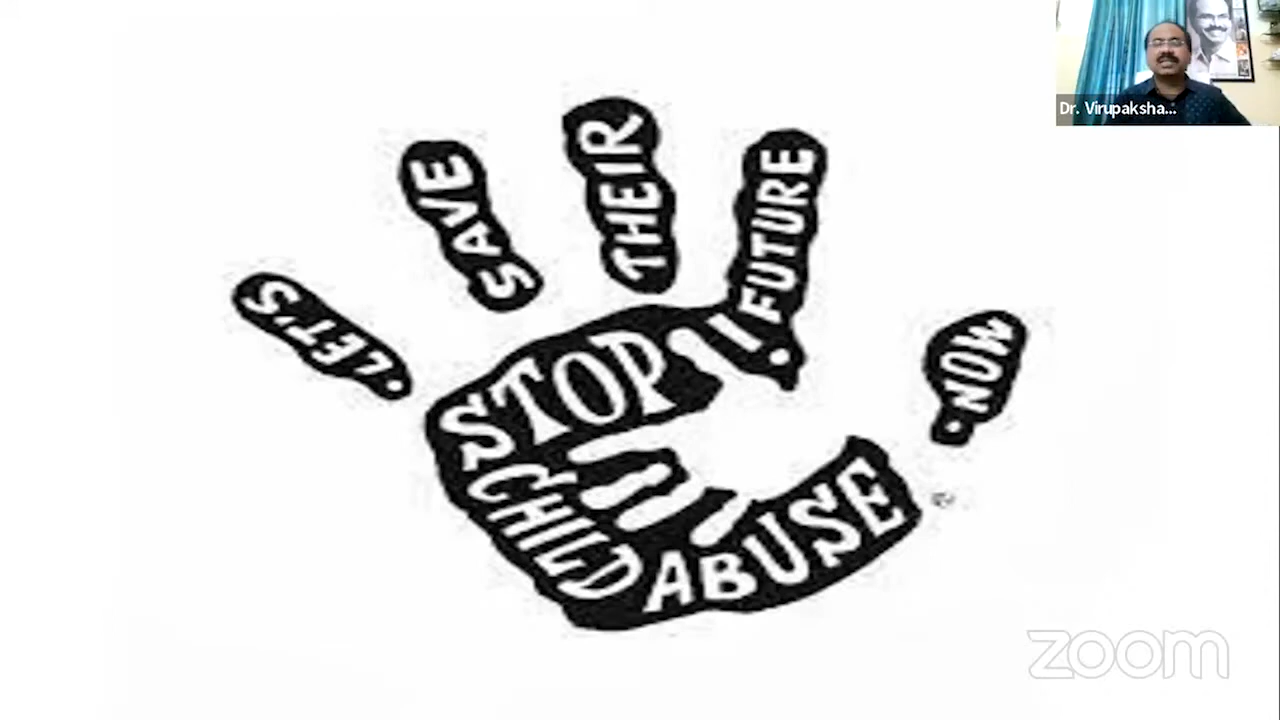 Dr. Virupaksha...
LET'S
SAVE
THEIR
FUTURE
NOW
STOP
CHILD
ABUSE
zoom